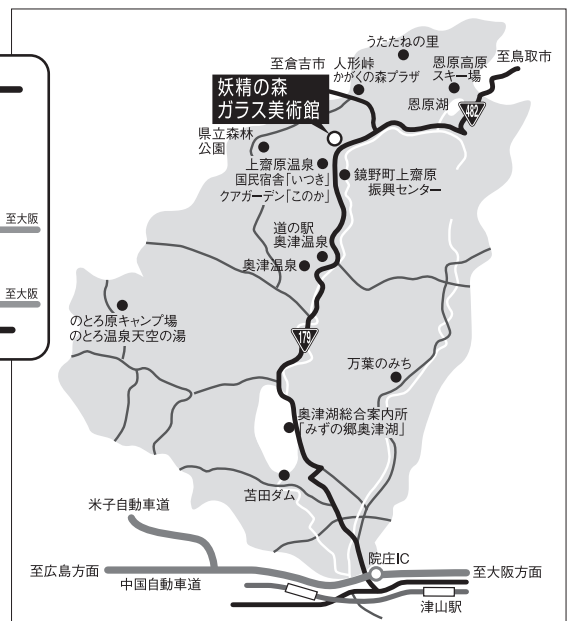 うたたねの里
至倉吉市
人形峠
かがくの森プラザ
恩原高原
スキー場
至鳥取市
妖精の森
ガラス美術館
恩原湖
482
県立森林
公園
上齋原温泉
国民宿舎「いつき」
クアガーデン「このか」
鏡野町上齋原
振興センター
至大阪
道の駅
奥津温泉
奥津温泉
至大阪
のとろ原キャンプ場
のとろ温泉天空の湯
179
万葉のみち
奥津湖総合案内所
「みずの郷奥津湖」
苫田ダム
米子自動車道
院庄IC
至広島方面
中国自動車道
至大阪方面
津山駅